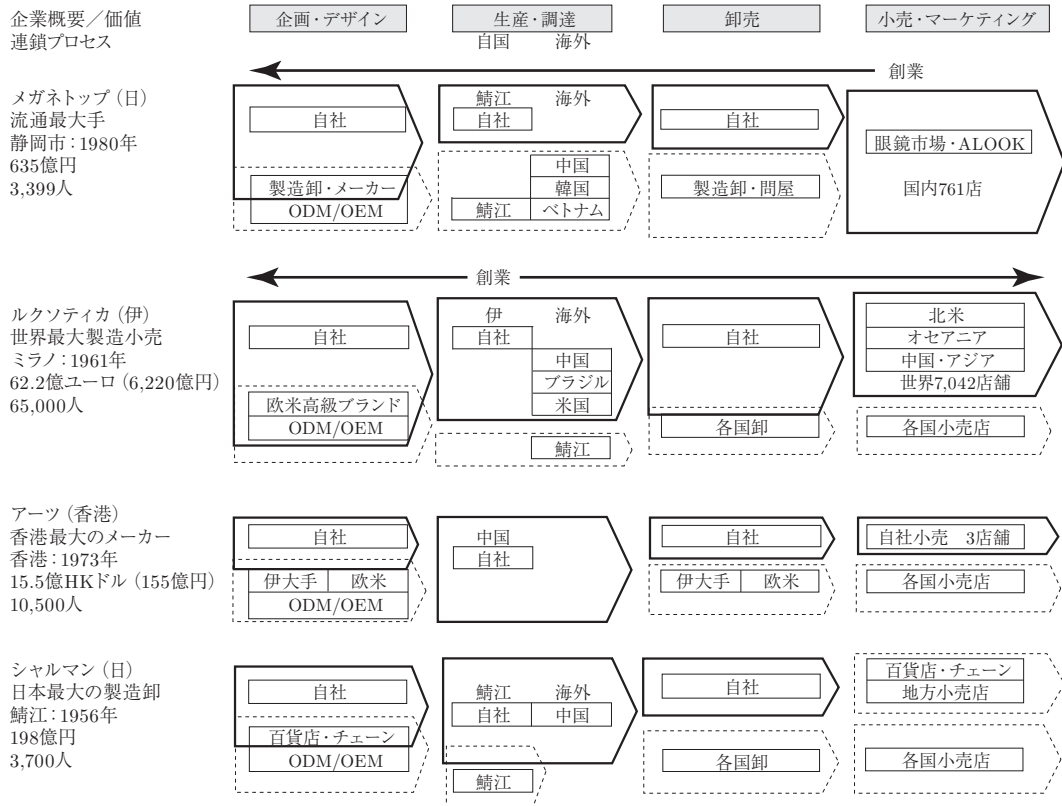 企業概要／価値
連鎖プロセス
企画・デザイン
生産・調達
自国　海外
卸売
小売・マーケティング
創業
メガネトップ（日）
流通最大手
静岡市：1980年
635億円
3,399人
自社
製造卸・メーカー
ODM/OEM
鯖江　海外
自社
中国
韓国
鯖江　ベトナム
自社
製造卸・問屋
眼鏡市場・ALOOK
国内761店
創業
ルクソティカ（伊）
世界最大製造小売
ミラノ：1961年
62.2億ユーロ（6,220億円）
65,000人
自社
欧米高級ブランド
ODM/OEM
伊　海外
自社
中国
ブラジル
米国
鯖江
自社
各国卸
北米
オセアニア
中国・アジア
世界7,042店舗
各国小売店
アーツ（香港）
香港最大のメーカー
香港：1973年
15.5億HKドル（155億円）
10,500人
自社
伊大手　欧米
ODM/OEM
中国
自社
自社
伊大手　欧米
自社小売　3店舗
各国小売店
シャルマン（日）
日本最大の製造卸
鯖江：1956年
198億円
3,700人
自社
百貨店・チェーン
ODM/OEM
鯖江　海外
自社　中国
鯖江
自社
各国卸
百貨店・チェーン
地方小売店
各国小売店